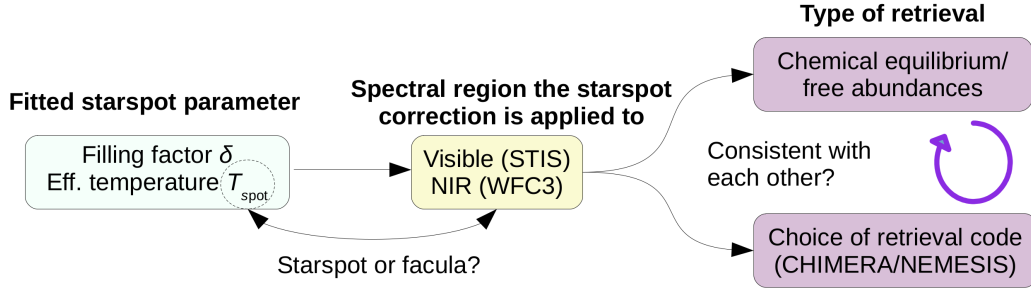 Type of retrieval
Chemical equilibrium/
free abundances
Fitted starspot parameter
Spectral region the starspot
correction is applied to
Filling factor δ
Eff. temperature Tspot
Visible (STIS)
NIR (WFC3)
Consistent with
each other?
Starspot or facula?
Choice of retrieval code
(CHIMERA/NEMESIS)